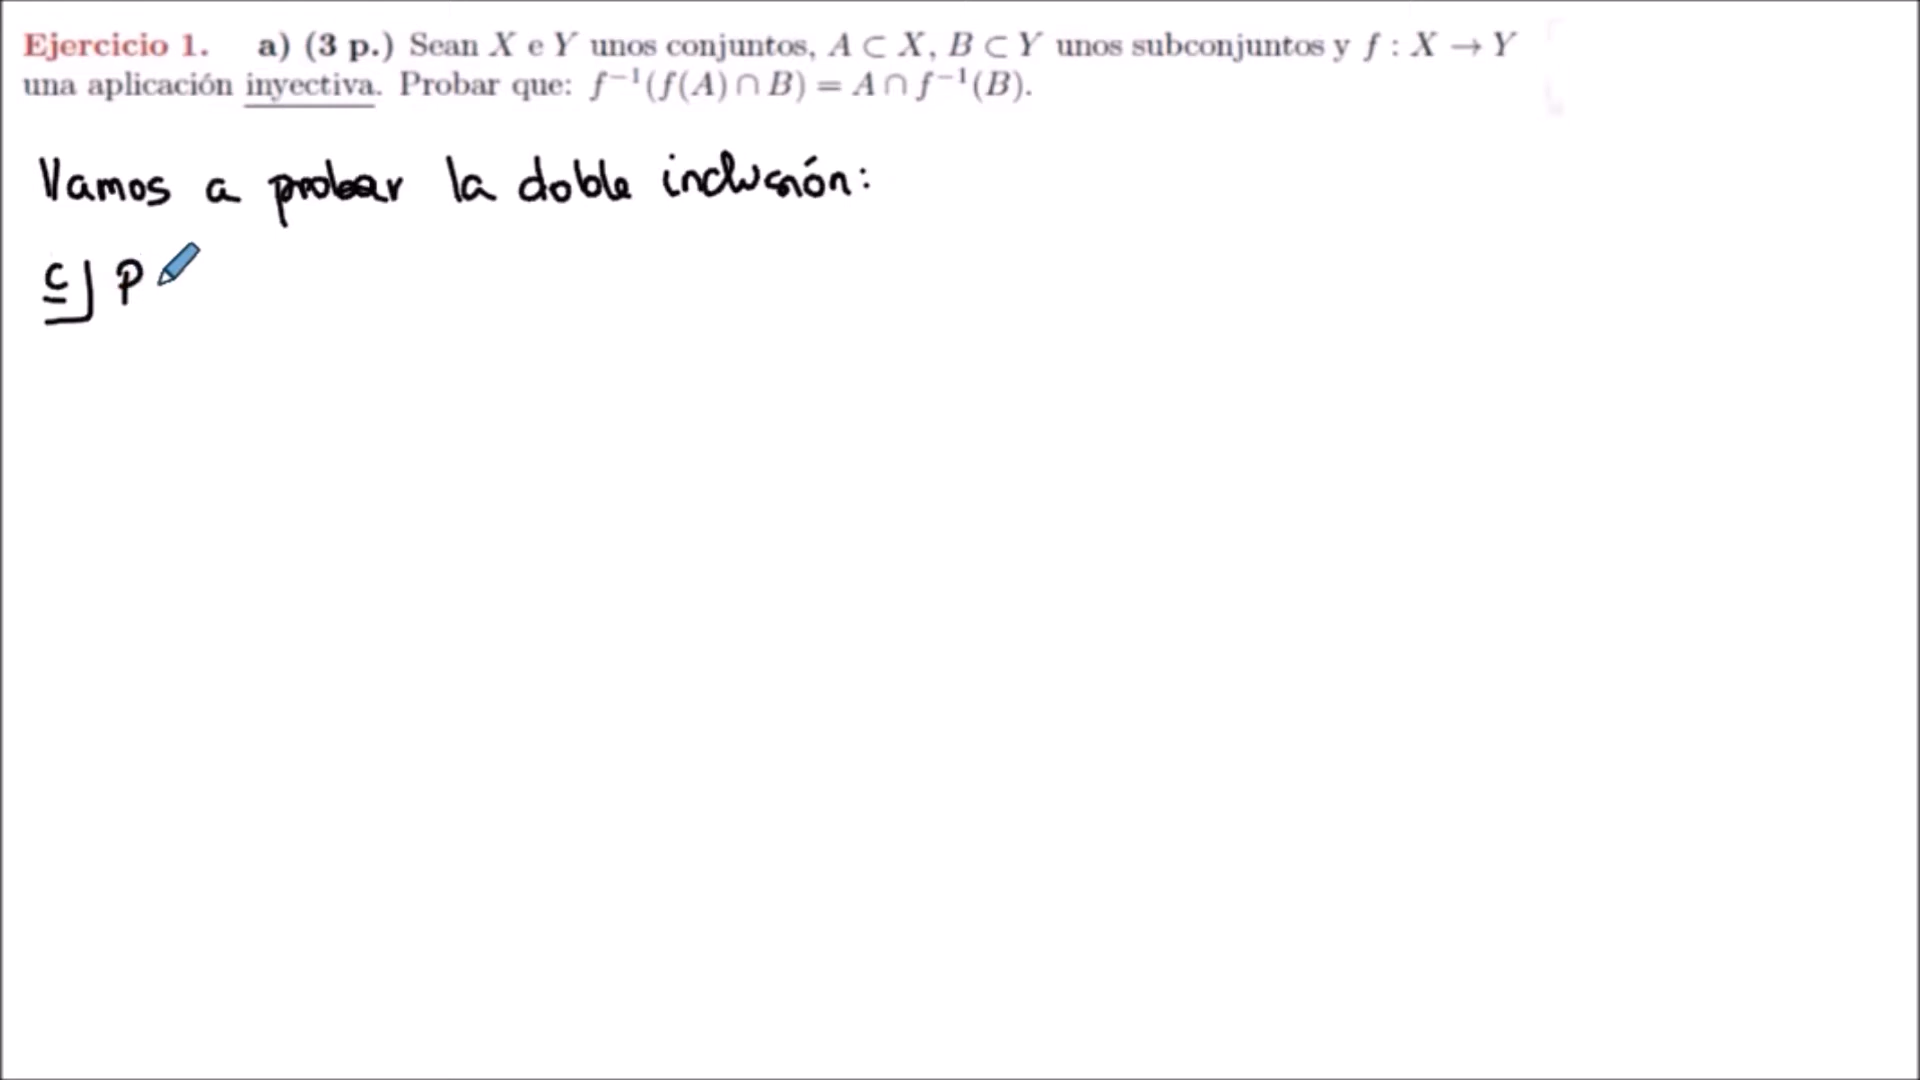 Ejercicio 1. a) (3 p.) Sean X e Y unos conjuntos, A ⊂ X, B ⊂ Y unos subconjuntos y f : X → Y
una aplicación inyectiva. Probar que: f⁻¹(f(A) ∩ B) = A ∩ f⁻¹(B).
Vamos a probar la doble inclusión:
⊆] P